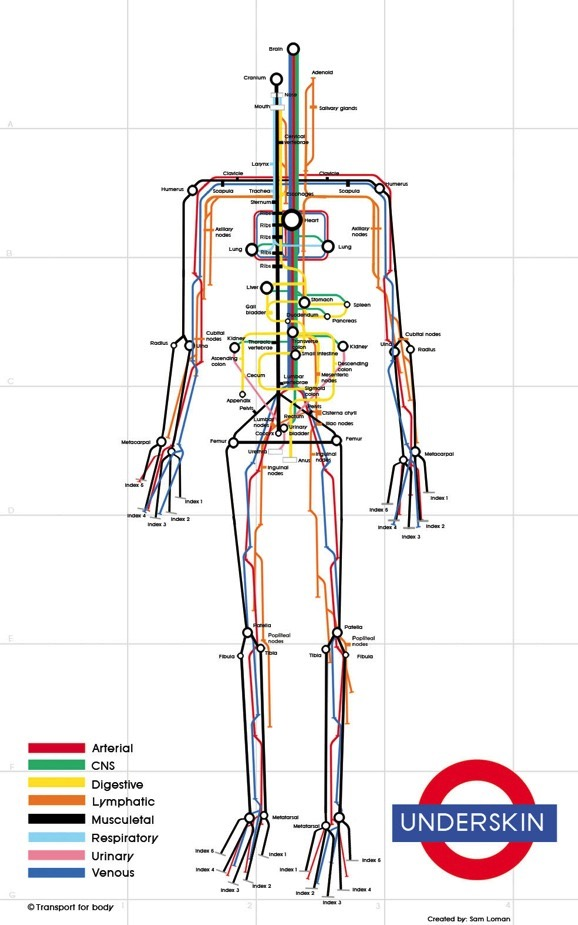 Brain
Cranium
Adenoid
Nose
Mouth
Salivary glands
A
Cervical
vertebrae
Larynx
Clavicle
Clavicle
Humerus
Scapula
Trachea
Scapula
Humerus
Sternum
Ribs
Heart
Axillary
nodes
Ribs
Axillary
nodes
Ribs
Lung
Ribs
Lung
B
Ribs
Liver
Stomach
Spleen
Gall
bladder
Duodendum
Pancreas
Radius
Ulna
Cubital
nodes
Kidney
Thoracic
vertebrae
Transverse
colon
Kidney
Ulna
Cubital nodes
Radius
Ascending
colon
Small intestine
Descending
colon
Cecum
Lumbar
vertebrae
Mesenteric
nodes
C
Sigmoid
colon
Appendix
Pelvis
Pelvis
Cisterna chyli
Lumbar
nodes
Rectum
Iliac nodes
Coccyx
Urinary
bladder
Metacarpal
Femur
Femur
Urethra
Anus
Inguinal
nodes
Inguinal
nodes
Metacarpal
Index 5
Index 4
Index 3
Index 2
Index 1
Index 5
Index 4
Index 3
Index 2
Index 1
D
Patella
Popliteal
nodes
Fibula
Tibia
Patella
Popliteal
nodes
Tibia
Fibula
E
Arterial
CNS
Digestive
Lymphatic
Musculetal
Respiratory
Urinary
Venous
F
Metatarsal
Metatarsal
Index 5
Index 4
Index 3
Index 2
Index 1
Index 1
Index 2
Index 3
Index 4
Index 5
UNDERSKIN
G
1
2
3
4
© Transport for body
Created by: Sam Loman